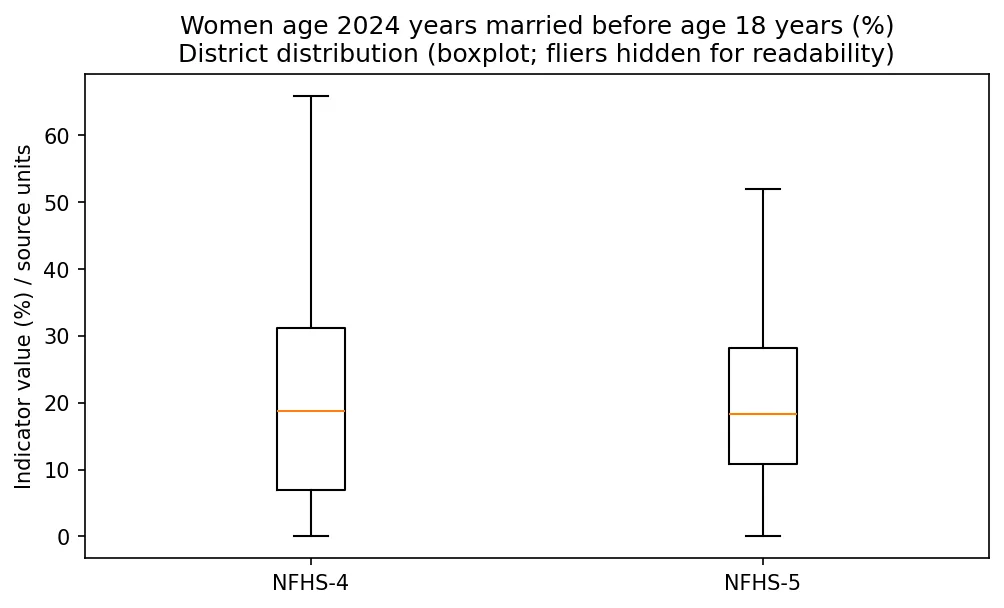 Women age 2024 years married before age 18 years (%)
District distribution (boxplot; fliers hidden for readability)
Indicator value (%) / source units
60
50
40
30
20
10
0
NFHS-4
NFHS-5